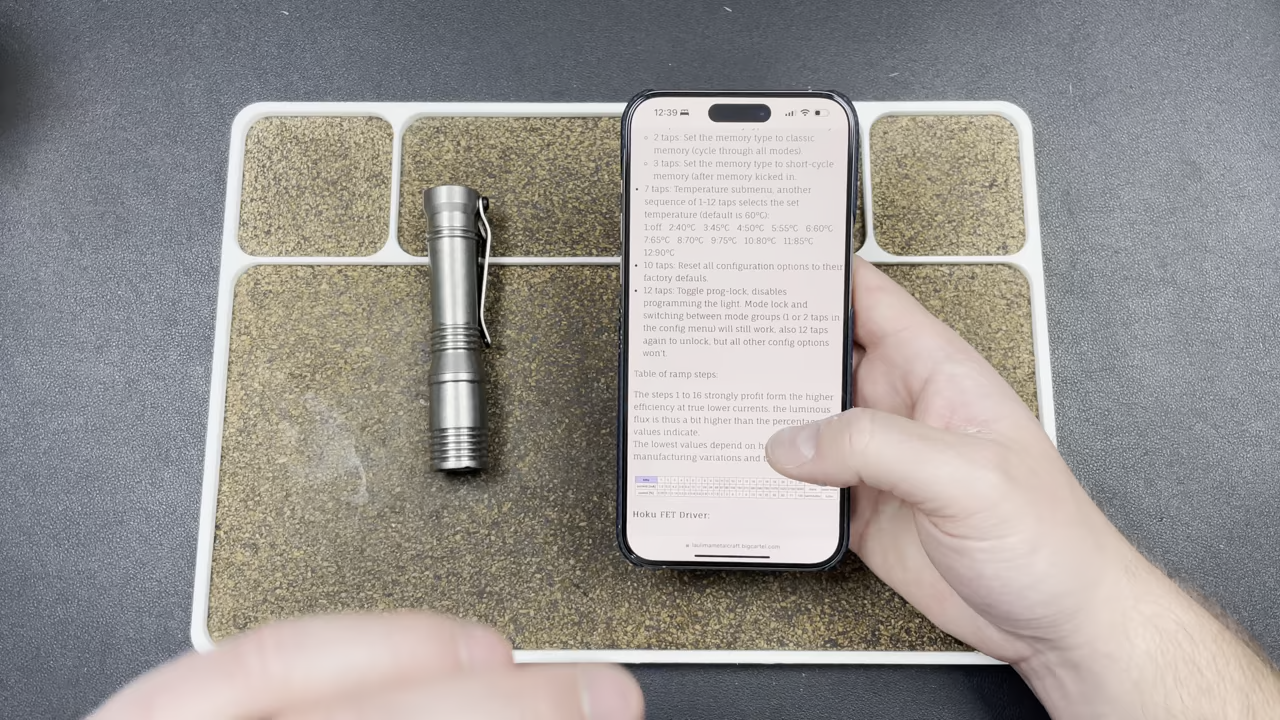 12:39
2 taps: Set the memory type to classic
memory (cycle through all modes)
3 taps: Set the memory type to short-cycle
memory (after memory kicked in.
7 taps: Temperature submenu, another
sequence of 1-12 taps selects the set
temperature (default is 60°C):
1:off 2:40°C 3:45°C 4:50°C 5:55°C 6:60°C
7:65°C 8:70°C 9:75°C 10:80°C 11:85°C
12:90°C
10 taps: Reset all configuration options to their
factory defauls.
12 taps: Toggle prog-lock, disables
programming the light. Mode lock and
switching between mode groups (1 or 2 taps in
the config menu) will still work, also 12 taps
again to unlock, but all other config options
won't.
Table of ramp steps:
The steps 1 to 16 strongly profit form the higher
efficiency at true lower currents. the luminous
flux is thus a bit higher than the percentage
values indicate.
The lowest values depend on
manufacturing variations and
Hoku FET Driver: